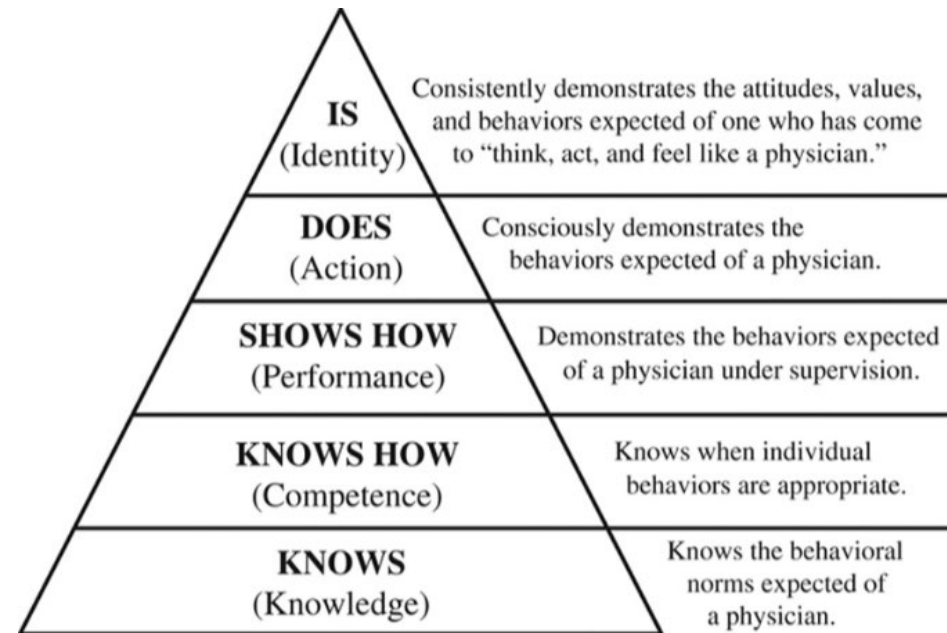 IS
(Identity)
Consistently demonstrates the attitudes, values,
and behaviors expected of one who has come
to “think, act, and feel like a physician.”
DOES
(Action)
Consciously demonstrates the
behaviors expected of a physician.
SHOWS HOW
(Performance)
Demonstrates the behaviors expected
of a physician under supervision.
KNOWS HOW
(Competence)
Knows when individual
behaviors are appropriate.
KNOWS
(Knowledge)
Knows the behavioral
norms expected of
a physician.